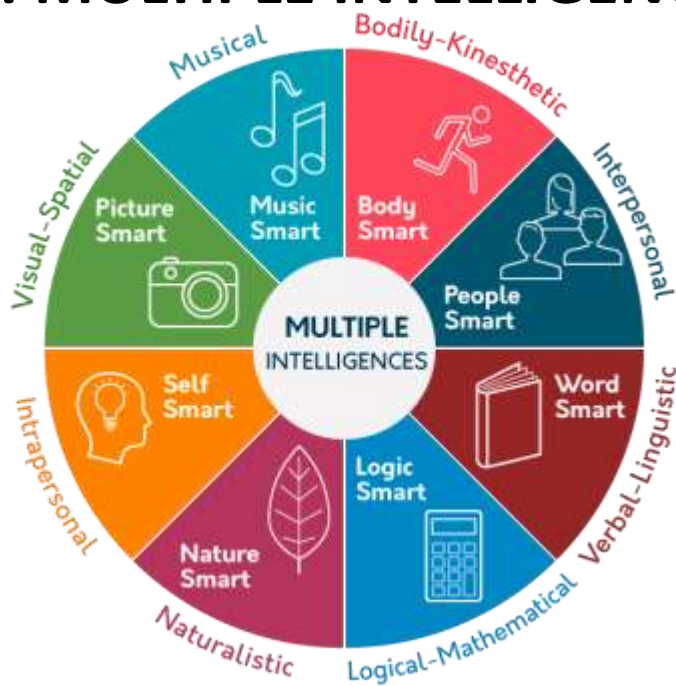 MULTIPLE
Musical
Bodily-Kinesthetic
Interpersonal
Verbal-Linguistic
Logical-Mathematical
Naturalistic
Intrapersonal
Visual-Spatial
Music
Smart
Body
Smart
People
Smart
Word
Smart
Logic
Smart
Nature
Smart
Self
Smart
Picture
Smart
MULTIPLE
INTELLIGENCES